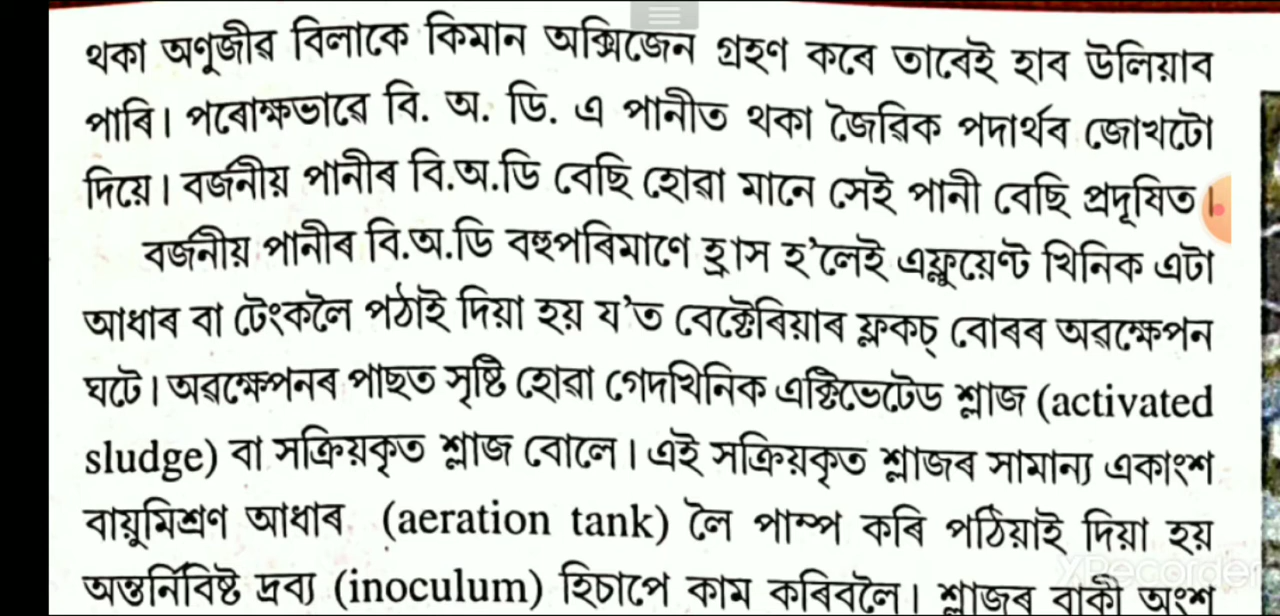 থকা অণুজীৱ বিলাকে কিমান অক্সিজেন গ্ৰহণ কৰে তাৰেই হাৰ উলিয়াব
পাৰি। পৰোক্ষভাৱে বি. অ. ডি. এ পানীত থকা জৈৱিক পদাৰ্থৰ জোখটো
দিয়ে। বৰ্জনীয় পানীৰ বি.অ.ডি বেছি হোৱা মানে সেই পানী বেছি প্ৰদূষিত।
বৰ্জনীয় পানীৰ বি.অ.ডি বহুপৰিমাণে হ্ৰাস হ’লেই এফ্লুয়েণ্ট খিনিক এটা
আধাৰ বা টেংকলৈ পঠাই দিয়া হয় য’ত বেক্টেৰিয়াৰ ফ্লকচ্ বোৰৰ অৱক্ষেপন
ঘটে। অৱক্ষেপনৰ পাছত সৃষ্টি হোৱা গেদখিনিক এক্টিভেটেড শ্লাজ (activated
sludge) বা সক্ৰিয়কৃত শ্লাজ বোলে। এই সক্ৰিয়কৃত শ্লাজৰ সামান্য একাংশ
বায়ুমিশ্ৰণ আধাৰ (aeration tank) লৈ পাম্প কৰি পঠিয়াই দিয়া হয়
অন্তৰ্নিবিষ্ট দ্ৰব্য (inoculum) হিচাপে কাম কৰিবলৈ। শ্লাজৰ বাকী অংশ
XRecorder